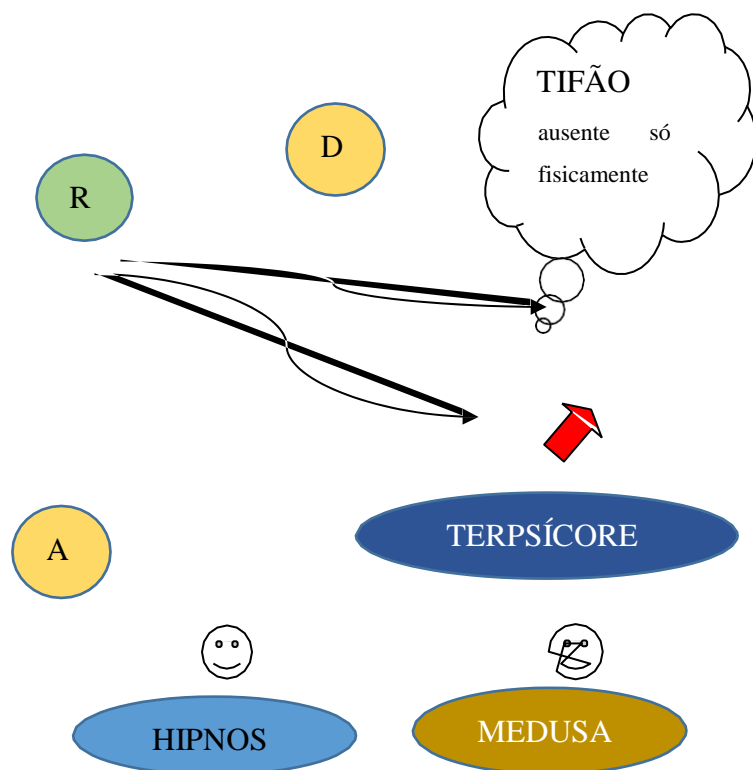 TIFÃO
ausente só
fisicamente
D
R
TERPSÍCORE
A
HIPNOS
MEDUSA